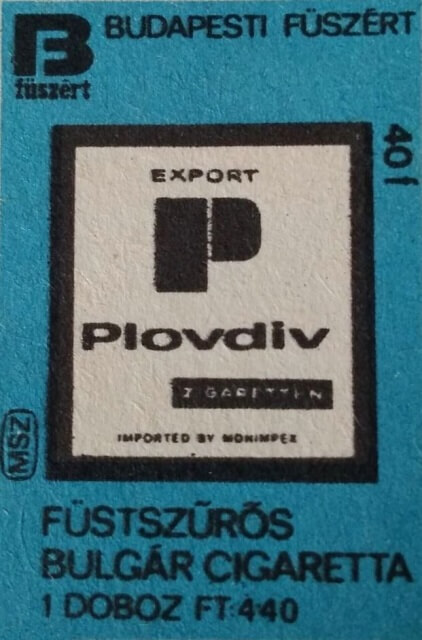 B
füszért
BUDAPESTI FÜSZÉRT
40 f
EXPORT
P
Plovdiv
ZIGARETTEN
IMPORTED BY MONIMPEX
MSZ
FÜSTSZŰRŐS
BULGÁR CIGARETTA
1 DOBOZ FT: 4·40